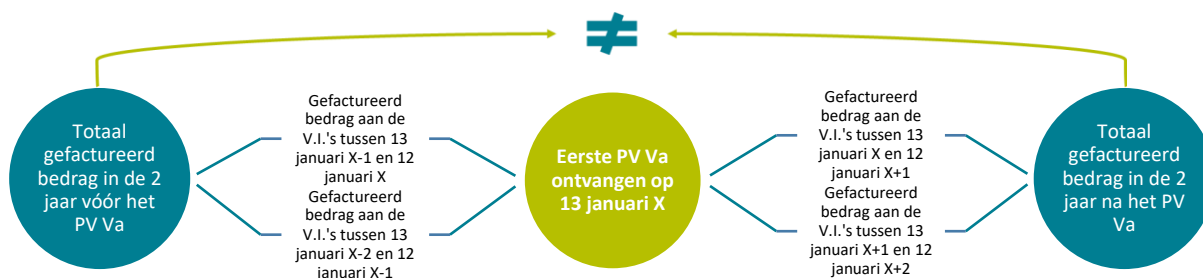 ≠
Totaal
gefactureerd
bedrag in de 2
jaar vóór het
PV Va
Gefactureerd
bedrag aan de
V.I.'s tussen 13
januari X-1 en 12
januari X
Gefactureerd
bedrag aan de
V.I.'s tussen 13
januari X-2 en 12
januari X-1
Eerste PV Va
ontvangen op
13 januari X
Gefactureerd
bedrag aan de
V.I.'s tussen 13
januari X en 12
januari X+1
Gefactureerd
bedrag aan de
V.I.'s tussen 13
januari X+1 en 12
januari X+2
Totaal
gefactureerd
bedrag in de 2
jaar na het PV
Va